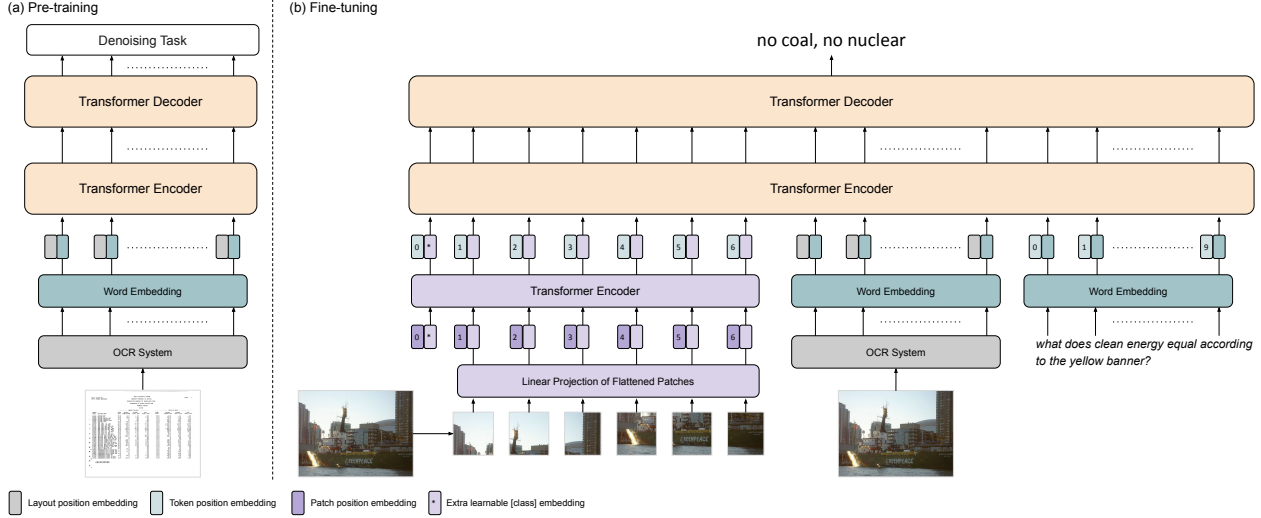 (a) Pre-training
Denoising Task
Transformer Decoder
Transformer Encoder
Word Embedding
OCR System
(b) Fine-tuning
no coal, no nuclear
Transformer Decoder
Transformer Encoder
0 * 1 2 3 4 5 6 0 1 9
Transformer Encoder
Word Embedding
Word Embedding
0 * 1 2 3 4 5 6
OCR System
what does clean energy equal according
to the yellow banner?
Linear Projection of Flattened Patches
GREENPEACE
GREENPEACE
GREENPEACE
Layout position embedding
Token position embedding
Patch position embedding
* Extra learnable [class] embedding